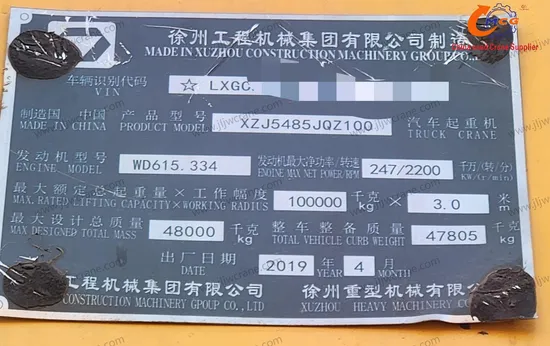 徐州工程机械集团有限公司制造
MADE IN XUZHOU CONSTRUCTION MACHINERY GROUP CO.,
车辆识别代码
VIN
☆ LXGC
制造国 中国 产品型号 XZJ5485JQZ100 汽车起重机
MADE IN CHINA PRODUCT MODEL TRUCK CRANE
发动机型号 WD615.334 发动机最大净功率/转速 247/2200 千瓦/(转/分)
ENGINE MODEL ENGINE MAX NET POWER/RPM KW/(r/min)
最大额定总起重量×工作幅度 100000 千克 × 3.0 米
MAX. RATED LIFTING CAPACITY×WORKING RADIUS kg m
最大设计总质量 48000 千克 整车整备质量 47805 千克
MAX DESIGNED TOTAL MASS kg TOTAL VEHICLE CURB WEIGHT kg
出厂日期 2019 年 4 月
DATE YEAR MONTH
工程机械集团有限公司 徐州重型机械有限公
CONSTRUCTION MACHINERY GPOUP CO., LTD XUZHOU HEAVY MACHINERY CO
www.jljwcrane.com